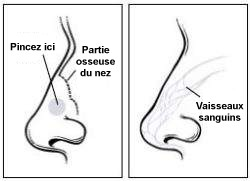 Pincez ici
Partie
osseuse
du nez
Vaisseaux
sanguins